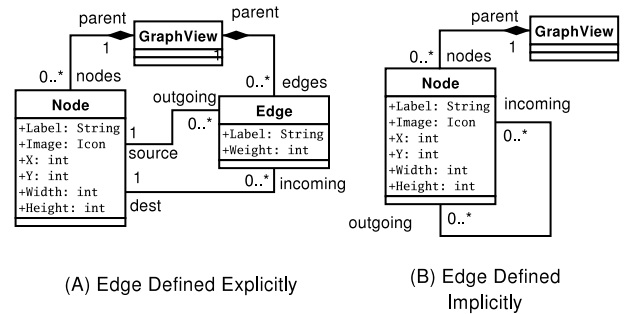 parent
parent
GraphView
1
1
0..*
nodes
0..*
edges
Node
+Label: String
+Image: Icon
+X: int
+Y: int
+Width: int
+Height: int
outgoing
0..*
Edge
+Label: String
+Weight: int
1
source
1
dest
0..*
incoming
(A) Edge Defined Explicitly
parent
GraphView
1
0..*
nodes
Node
+Label: String
+Image: Icon
+X: int
+Y: int
+Width: int
+Height: int
incoming
0..*
outgoing
0..*
(B) Edge Defined
Implicitly